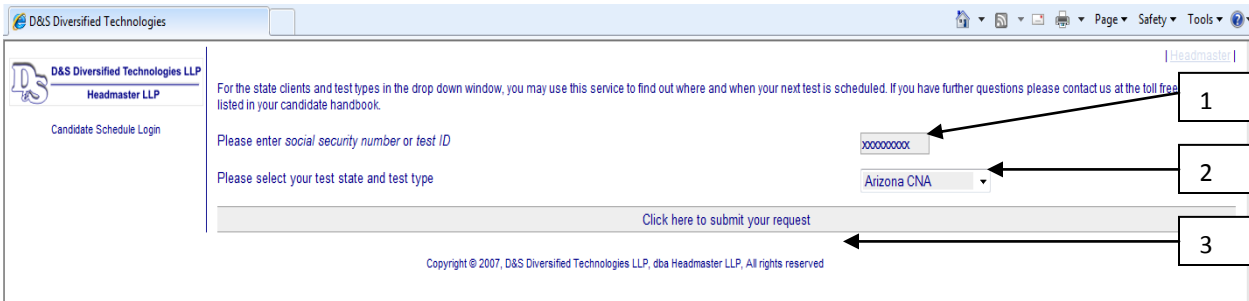 D&S Diversified Technologies
Page Safety Tools
| Headmaster |
D&S Diversified Technologies LLP
Headmaster LLP
Candidate Schedule Login
For the state clients and test types in the drop down window, you may use this service to find out where and when your next test is scheduled. If you have further questions please contact us at the toll free
listed in your candidate handbook.
1
Please enter social security number or test ID
xxxxxxxxx
Please select your test state and test type
Arizona CNA
2
Click here to submit your request
3
Copyright © 2007, D&S Diversified Technologies LLP, dba Headmaster LLP, All rights reserved